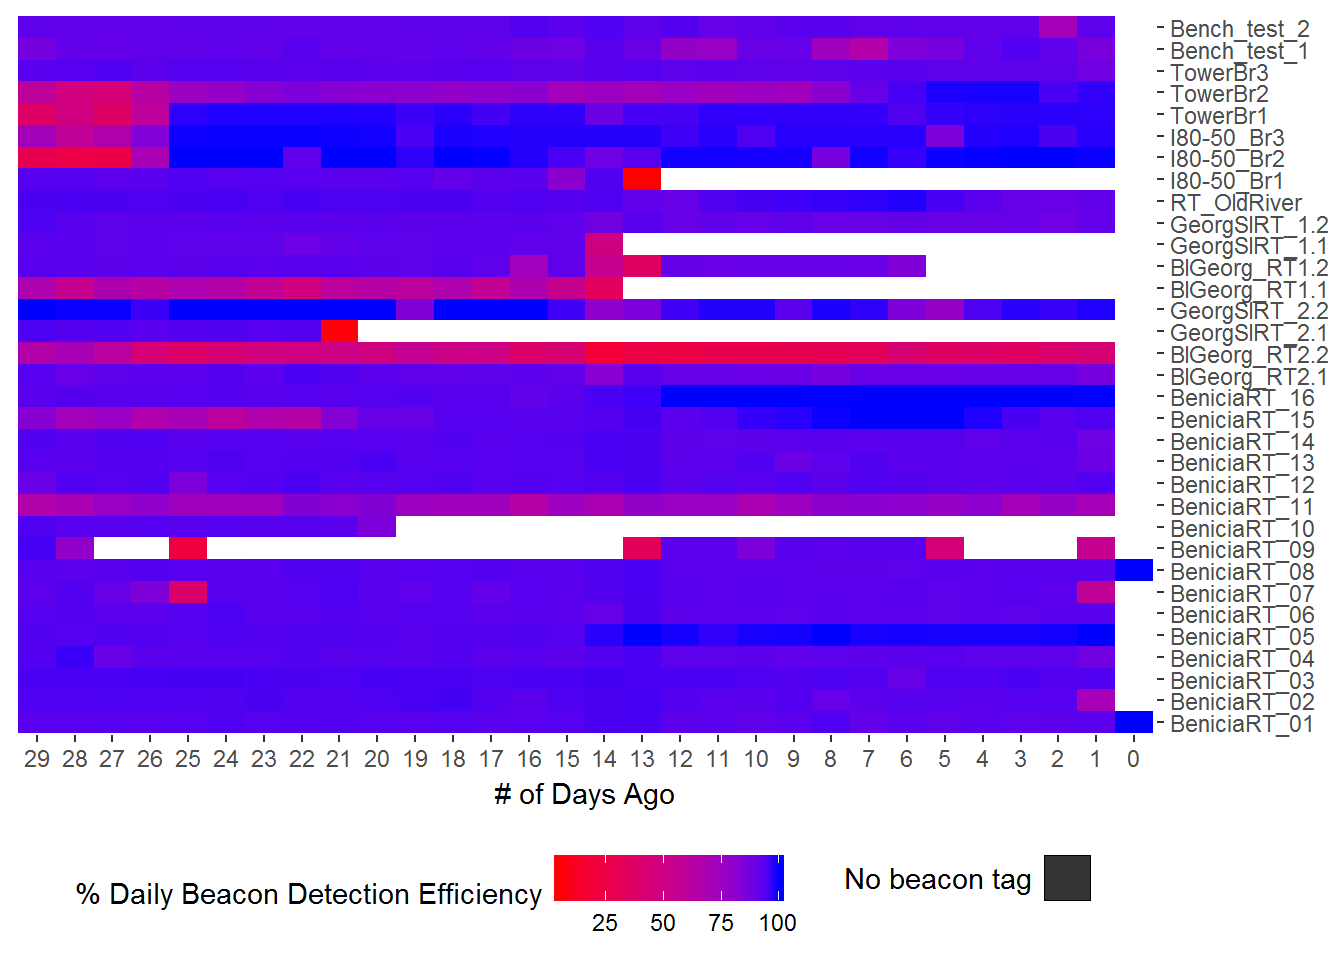 Bench_test_2
Bench_test_1
TowerBr3
TowerBr2
TowerBr1
I80-50_Br3
I80-50_Br2
I80-50_Br1
RT_OldRiver
GeorgSlRT_1.2
GeorgSlRT_1.1
BlGeorg_RT1.2
BlGeorg_RT1.1
GeorgSlRT_2.2
GeorgSlRT_2.1
BlGeorg_RT2.2
BlGeorg_RT2.1
BeniciaRT_16
BeniciaRT_15
BeniciaRT_14
BeniciaRT_13
BeniciaRT_12
BeniciaRT_11
BeniciaRT_10
BeniciaRT_09
BeniciaRT_08
BeniciaRT_07
BeniciaRT_06
BeniciaRT_05
BeniciaRT_04
BeniciaRT_03
BeniciaRT_02
BeniciaRT_01
29 28 27 26 25 24 23 22 21 20 19 18 17 16 15 14 13 12 11 10 9 8 7 6 5 4 3 2 1 0
# of Days Ago
% Daily Beacon Detection Efficiency
25 50 75 100
No beacon tag